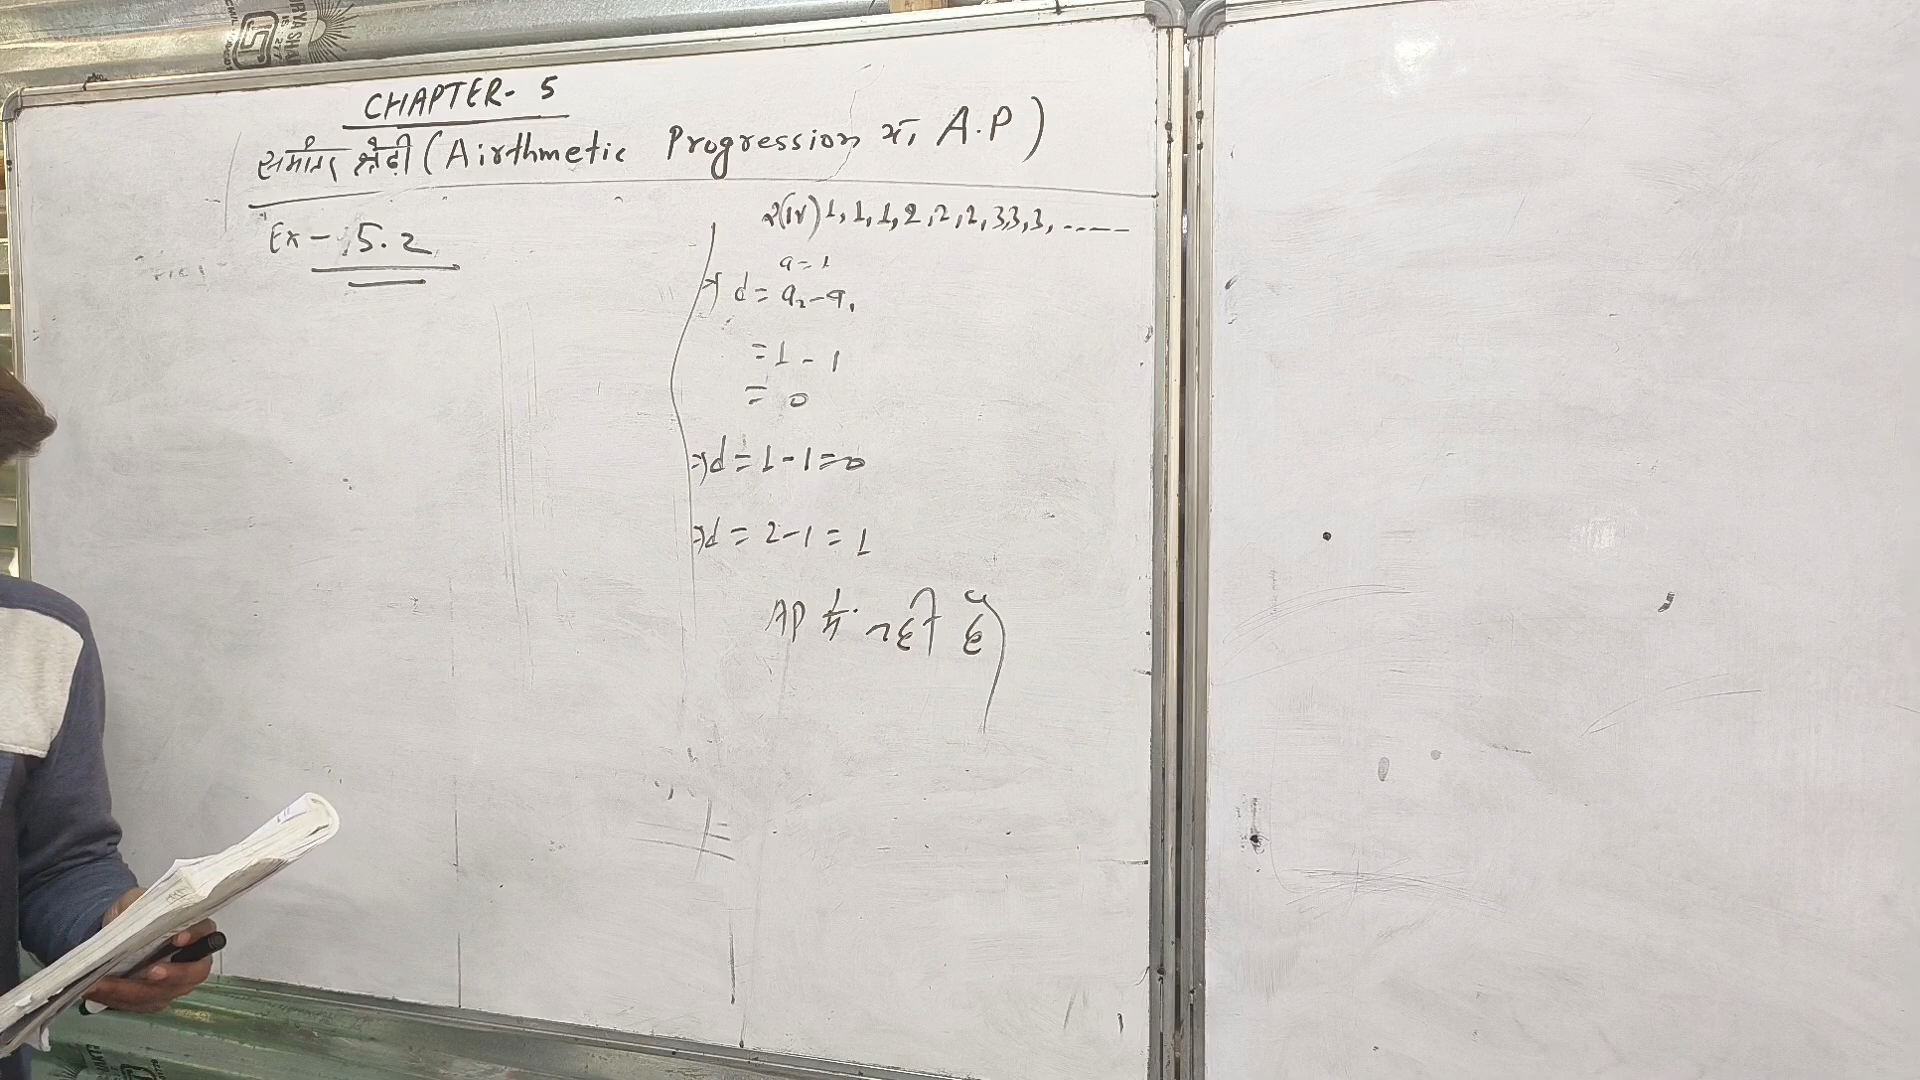 CHAPTER- 5
समांतर श्रेढ़ी (Airthmetic Progression या A.P)
Ex - 5.2
2(iv) 1, 1, 1, 2, 2, 2, 3, 3, 3, -----
a = 1
⇒ d = a₂ - a₁
= 1 - 1
= 0
⇒ d = 1 - 1 = 0
⇒ d = 2 - 1 = 1
AP में नही है